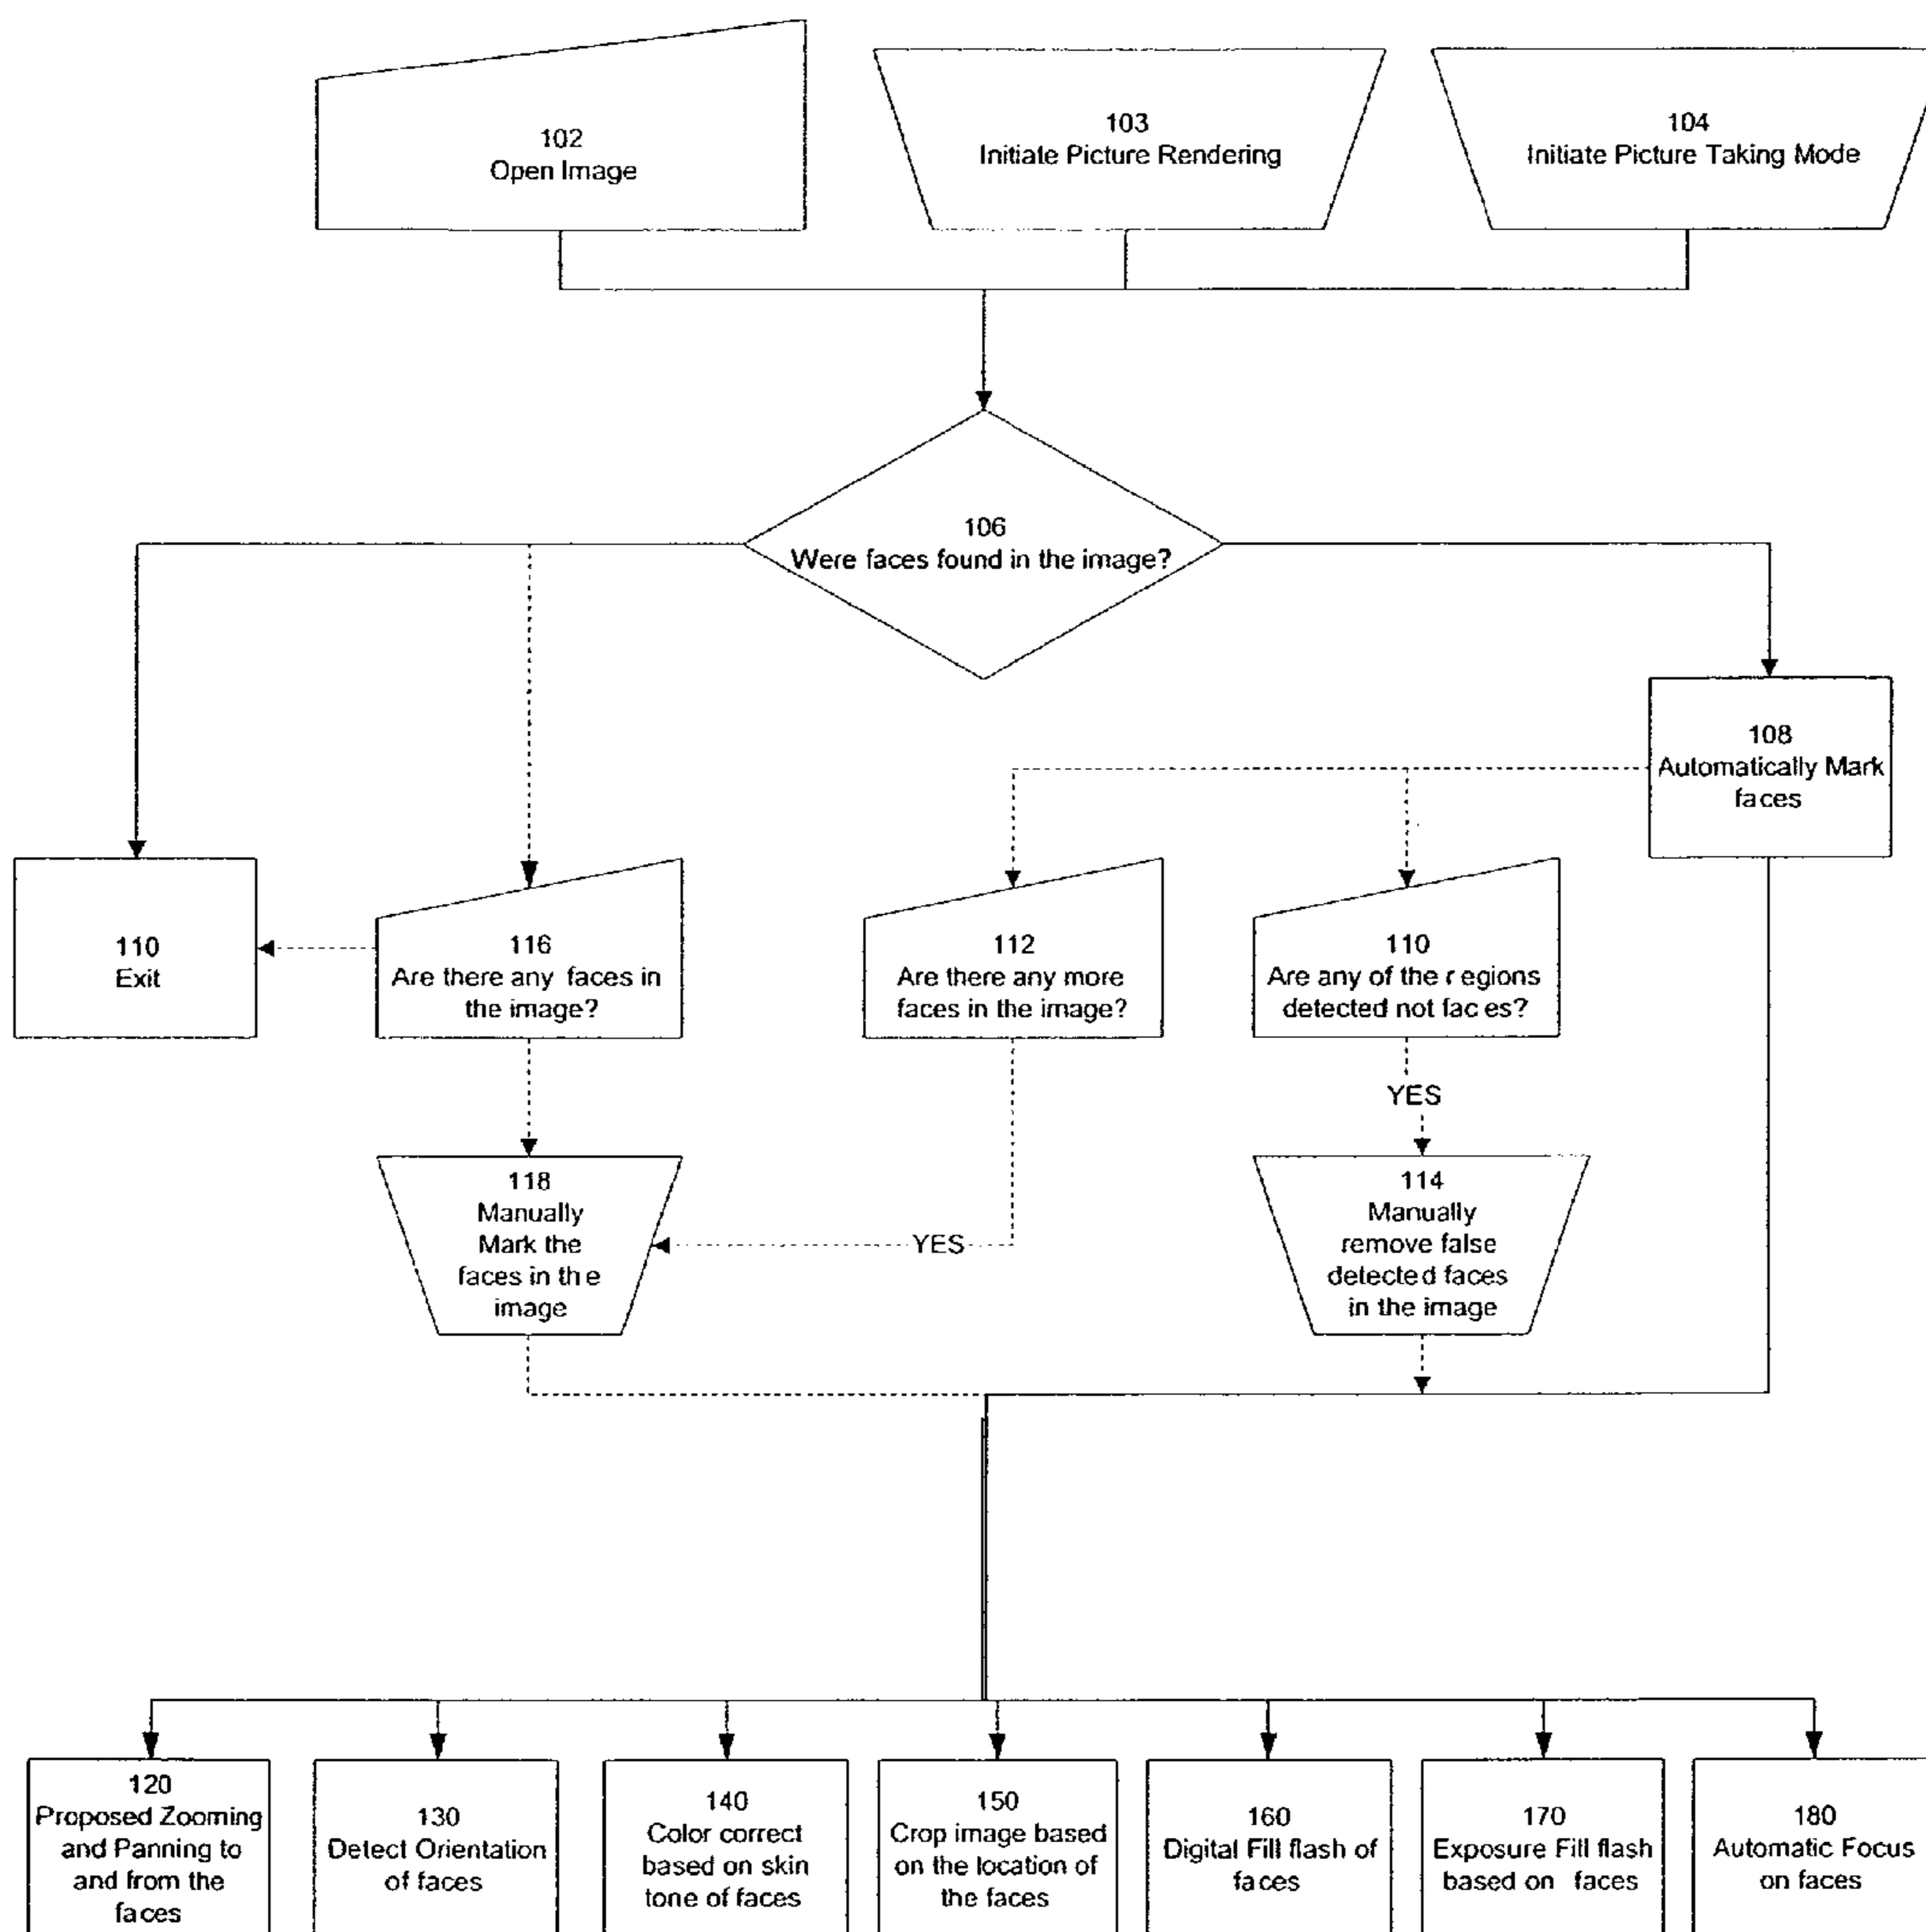 102
Open Image
103
Initiate Picture Rendering
104
Initiate Picture Taking Mode
106
Were faces found in the image?
108
Automatically Mark
faces
110
Exit
116
Are there any faces in
the image?
112
Are there any more
faces in the image?
110
Are any of the regions
detected not faces?
YES
118
Manually
Mark the
faces in the
image
YES
114
Manually
remove false
detected faces
in the image
120
Proposed Zooming
and Panning to
and from the
faces
130
Detect Orientation
of faces
140
Color correct
based on skin
tone of faces
150
Crop image based
on the location of
the faces
160
Digital Fill flash of
faces
170
Exposure Fill flash
based on faces
180
Automatic Focus
on faces